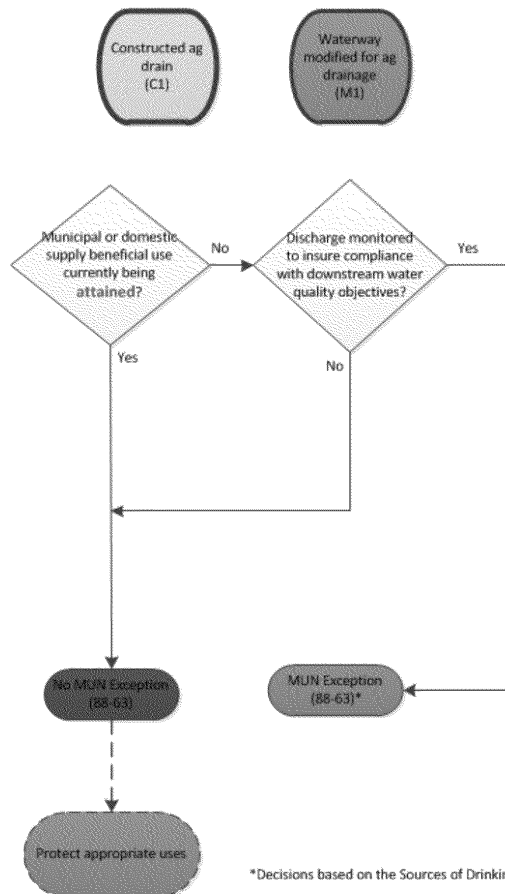 Constructed ag
drain
(C1)
Waterway
modified for ag
drainage
(M1)
Municipal or domestic
supply beneficial use
currently being
attained?
No
Discharge monitored
to insure compliance
with downstream water
quality objectives?
Yes
Yes
No
No MUN Exception
(88-63)
MUN Exception
(88-63)*
Protect appropriate uses
*Decisions based on the Sources of Drinkin